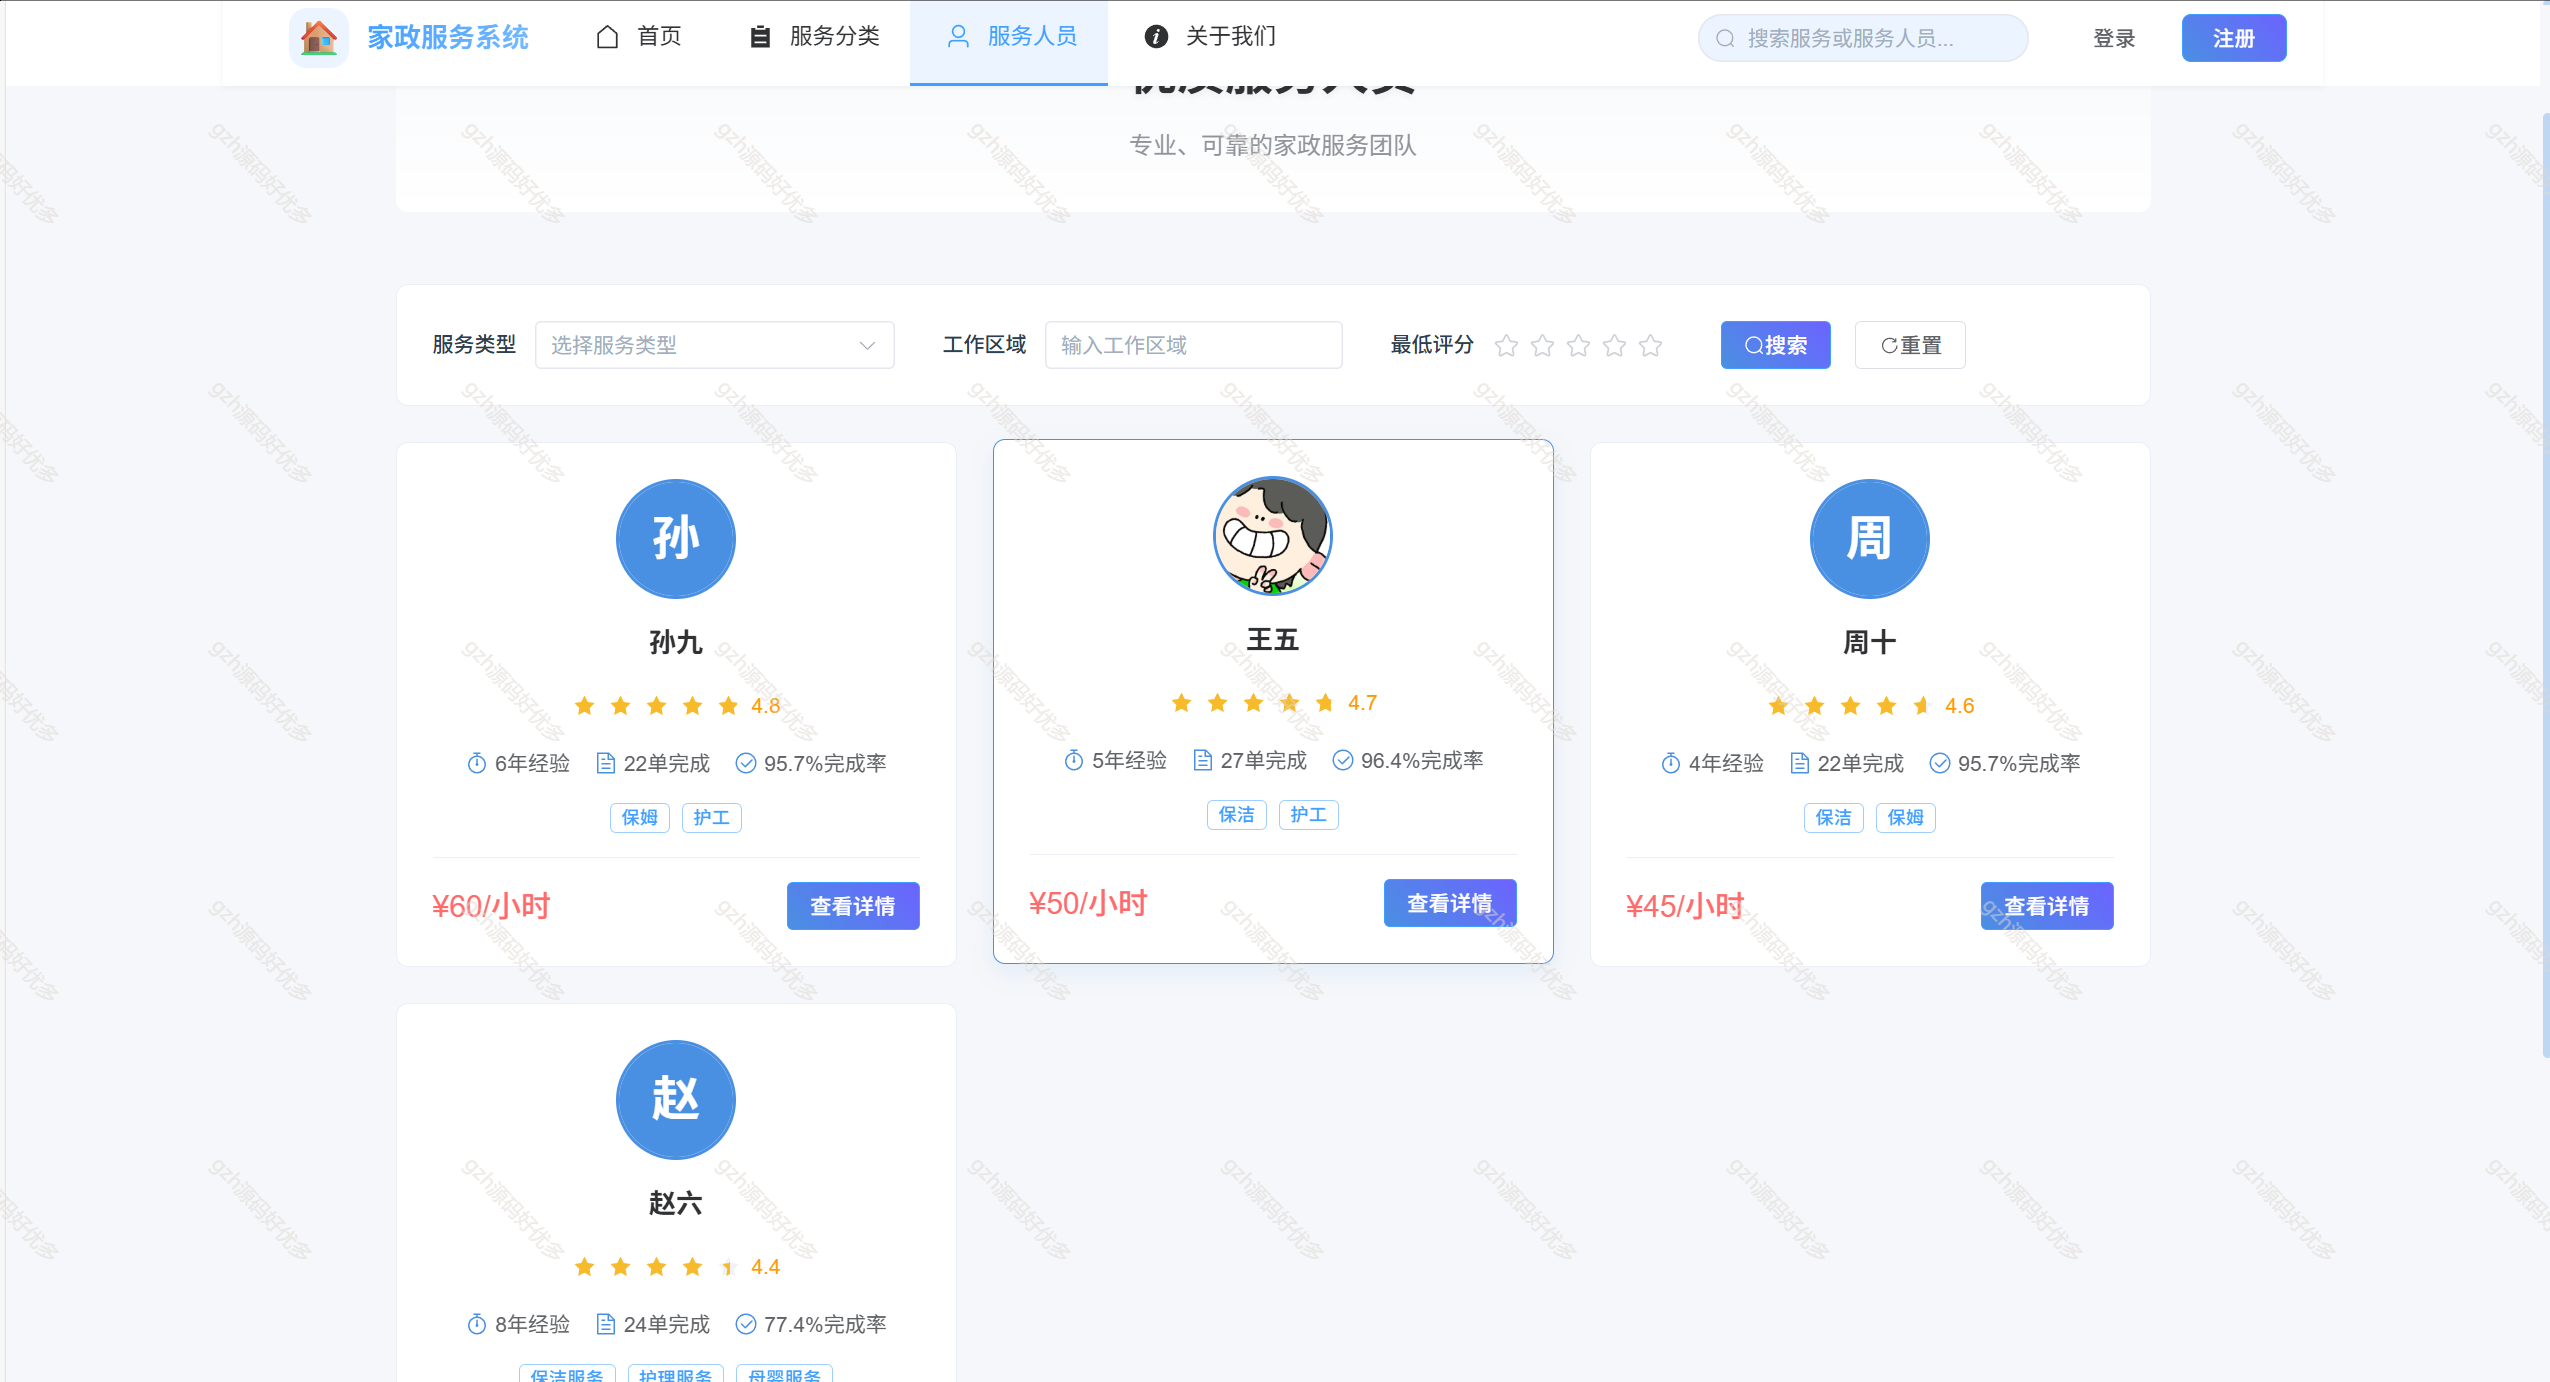 家政服务系统
首页
服务分类
服务人员
关于我们
搜索服务或服务人员...
登录
注册
优质服务人员
专业、可靠的家政服务团队
服务类型
选择服务类型
工作区域
输入工作区域
最低评分
搜索
重置
孙
孙九
4.8
6年经验 22单完成 95.7%完成率
保姆 护工
¥60/小时
查看详情
王五
4.7
5年经验 27单完成 96.4%完成率
保洁 护工
¥50/小时
查看详情
周
周十
4.6
4年经验 22单完成 95.7%完成率
保洁 保姆
¥45/小时
查看详情
赵
赵六
4.4
8年经验 24单完成 77.4%完成率
保洁服务 护理服务 母婴服务
gzh源码好优多